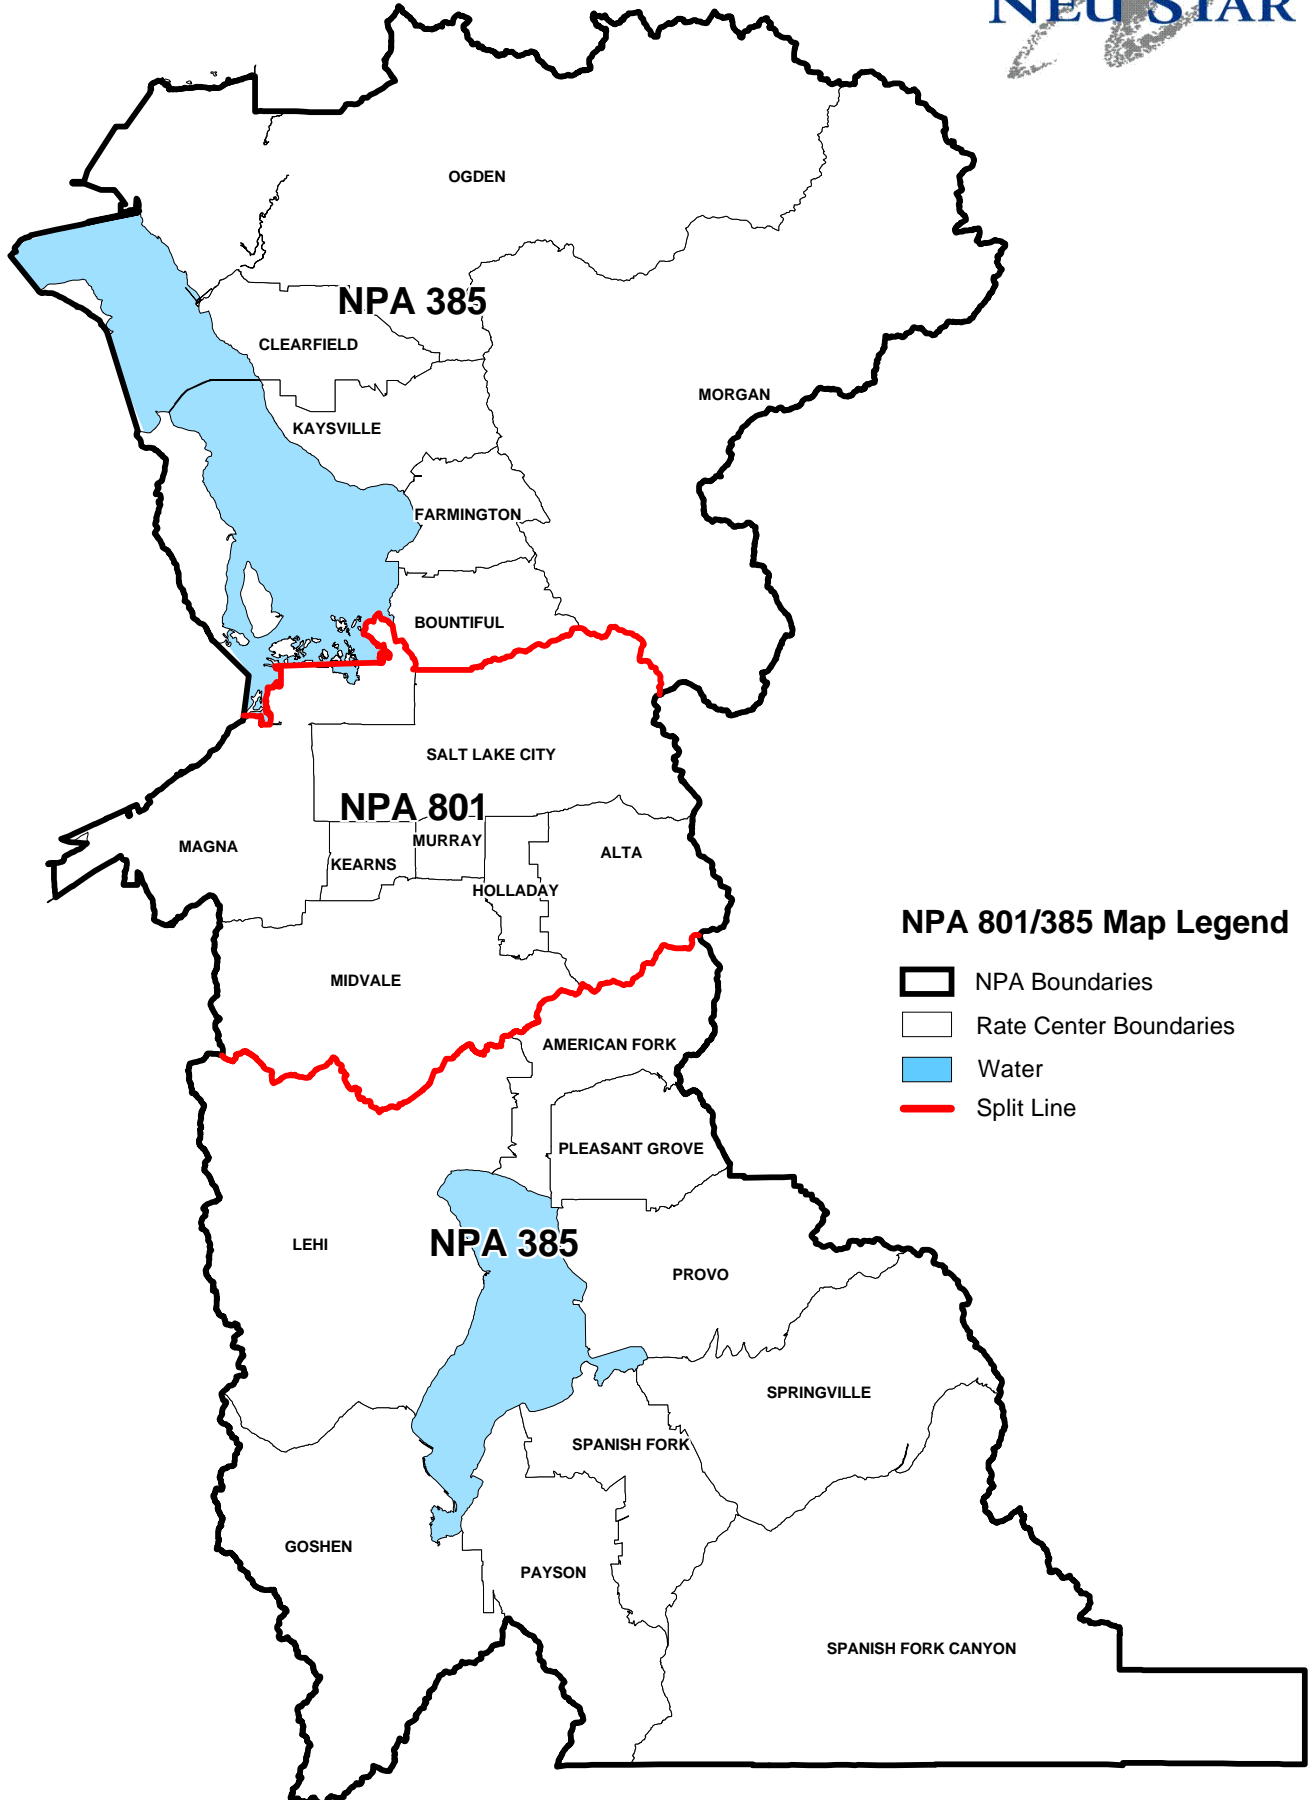 NEUSTAR
OGDEN
NPA 385
CLEARFIELD
MORGAN
KAYSVILLE
FARMINGTON
BOUNTIFUL
SALT LAKE CITY
NPA 801
MURRAY
MAGNA
KEARNS
ALTA
HOLLADAY
MIDVALE
NPA 801/385 Map Legend
NPA Boundaries
Rate Center Boundaries
Water
Split Line
AMERICAN FORK
PLEASANT GROVE
LEHI
NPA 385
PROVO
SPRINGVILLE
SPANISH FORK
GOSHEN
PAYSON
SPANISH FORK CANYON